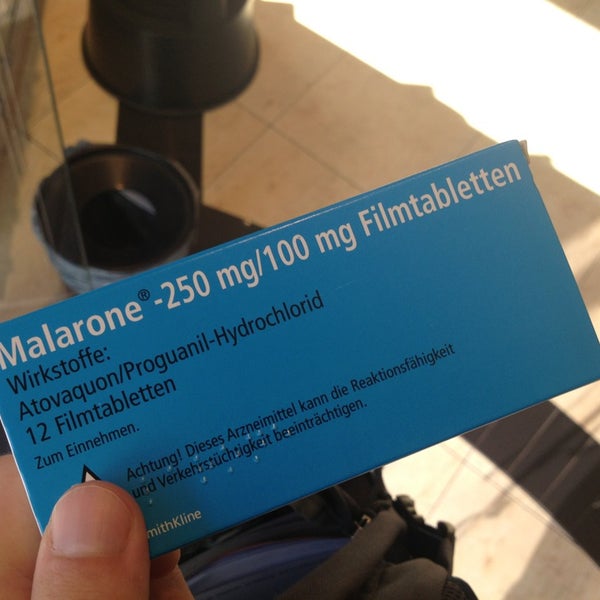 Malarone®-250 mg/100 mg Filmtabletten
Wirkstoffe:
Atovaquon/Proguanil-Hydrochlorid
12 Filmtabletten
Zum Einnehmen.
Achtung! Dieses Arzneimittel kann die Reaktionsfähigkeit
und Verkehrstüchtigkeit beeinträchtigen.
mithKline